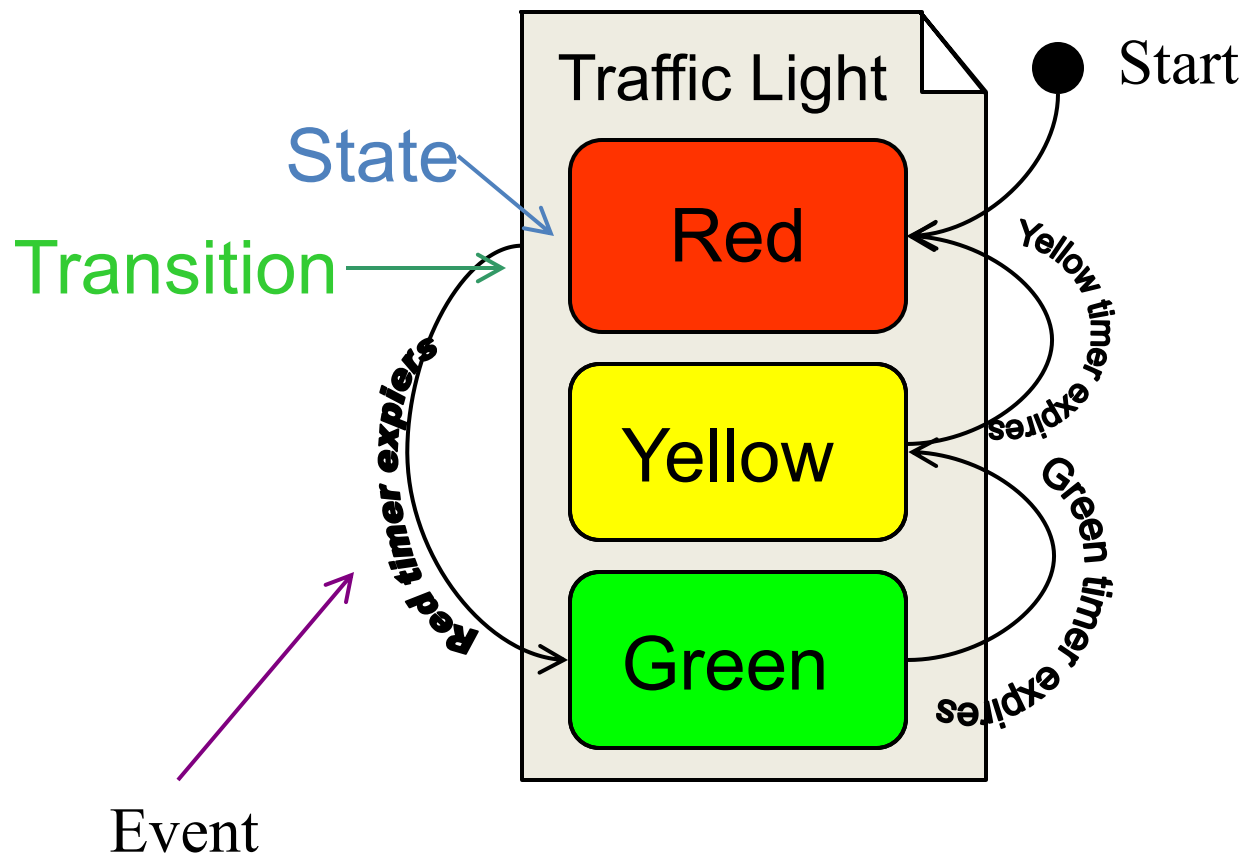 Traffic Light
Start
State
Red
Transition
Yellow timer expires
Red timer expiers
Yellow
Green timer expires
Green
Event